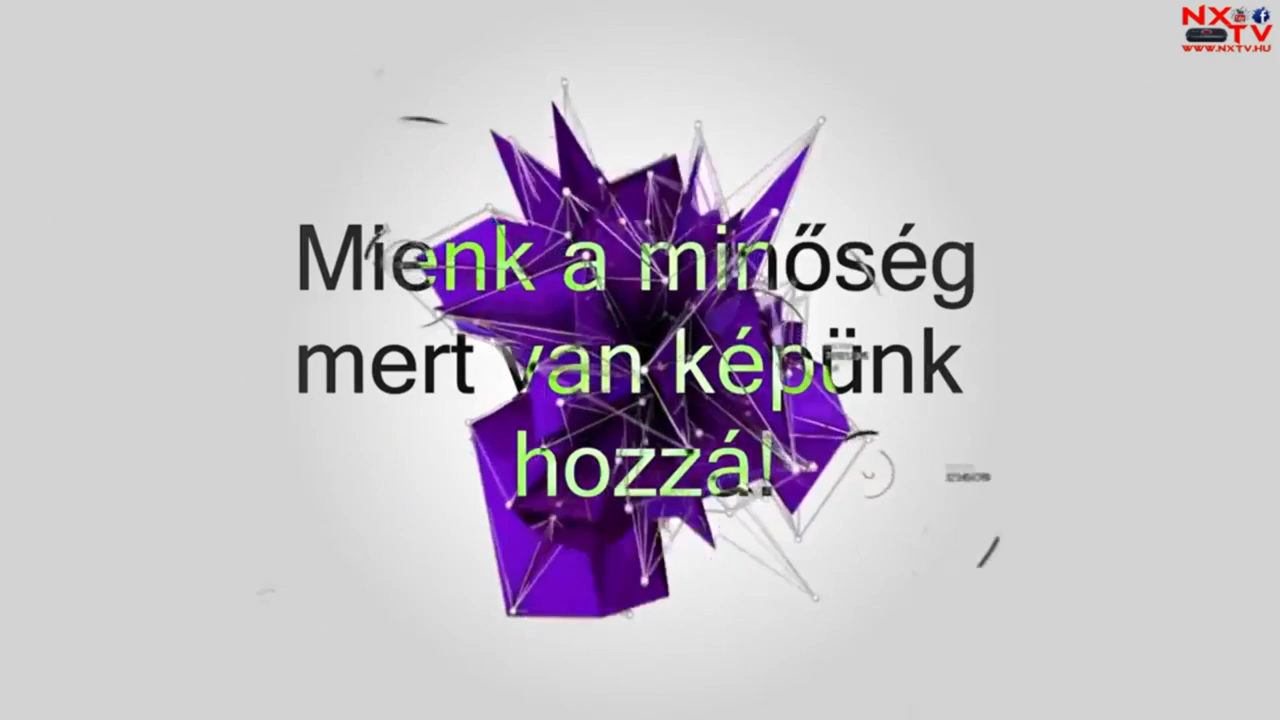 NX
TV
WWW.NXTV.HU
Mienk a minőség
mert van képünk
hozzá!